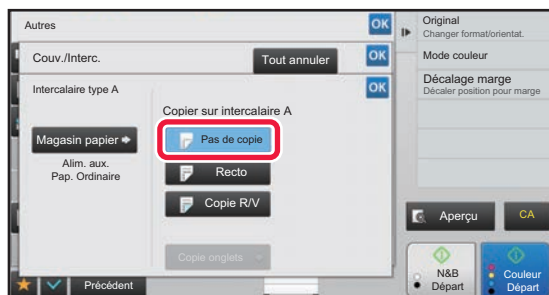 Autres
OK
Couv./Interc.
Tout annuler
OK
Intercalaire type A
OK
Copier sur intercalaire A
Magasin papier
Alim. aux.
Pap. Ordinaire
Pas de copie
Recto
Copie R/V
Copie onglets
Précédent
Original
Changer format/orientat.
Mode couleur
Décalage marge
Décaler position pour marge
Aperçu
CA
N&B
Départ
Couleur
Départ